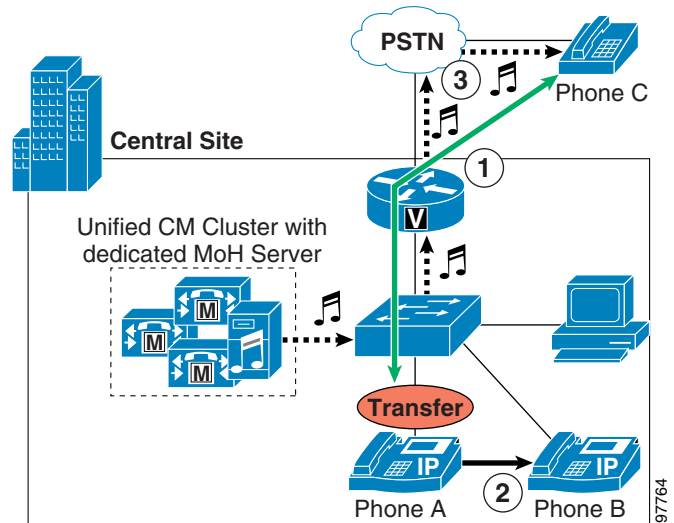 PSTN
3
Phone C
Central Site
1
V
Unified CM Cluster with
dedicated MoH Server
M
M
M
Transfer
IP
IP
2
Phone A
Phone B
97764